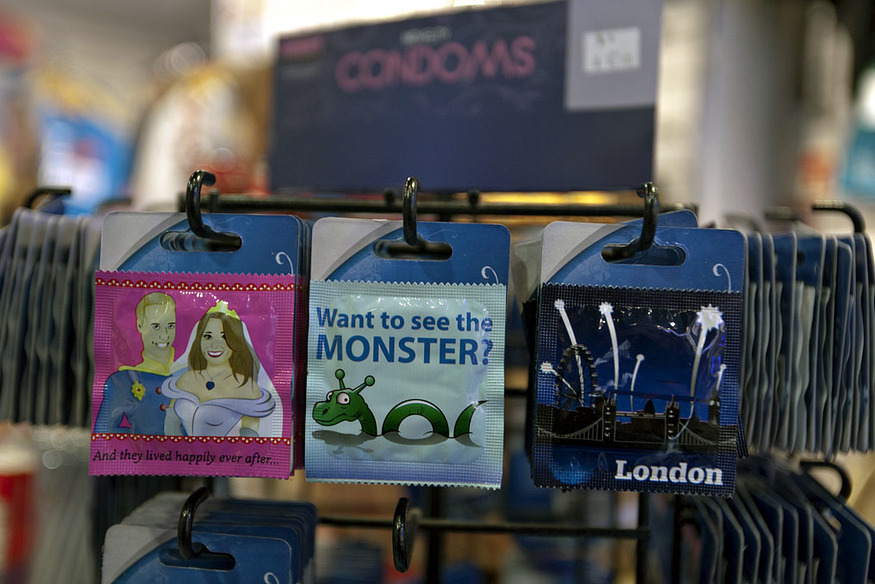 CONDOMS
And they lived happily ever after...
Want to see the
MONSTER?
London